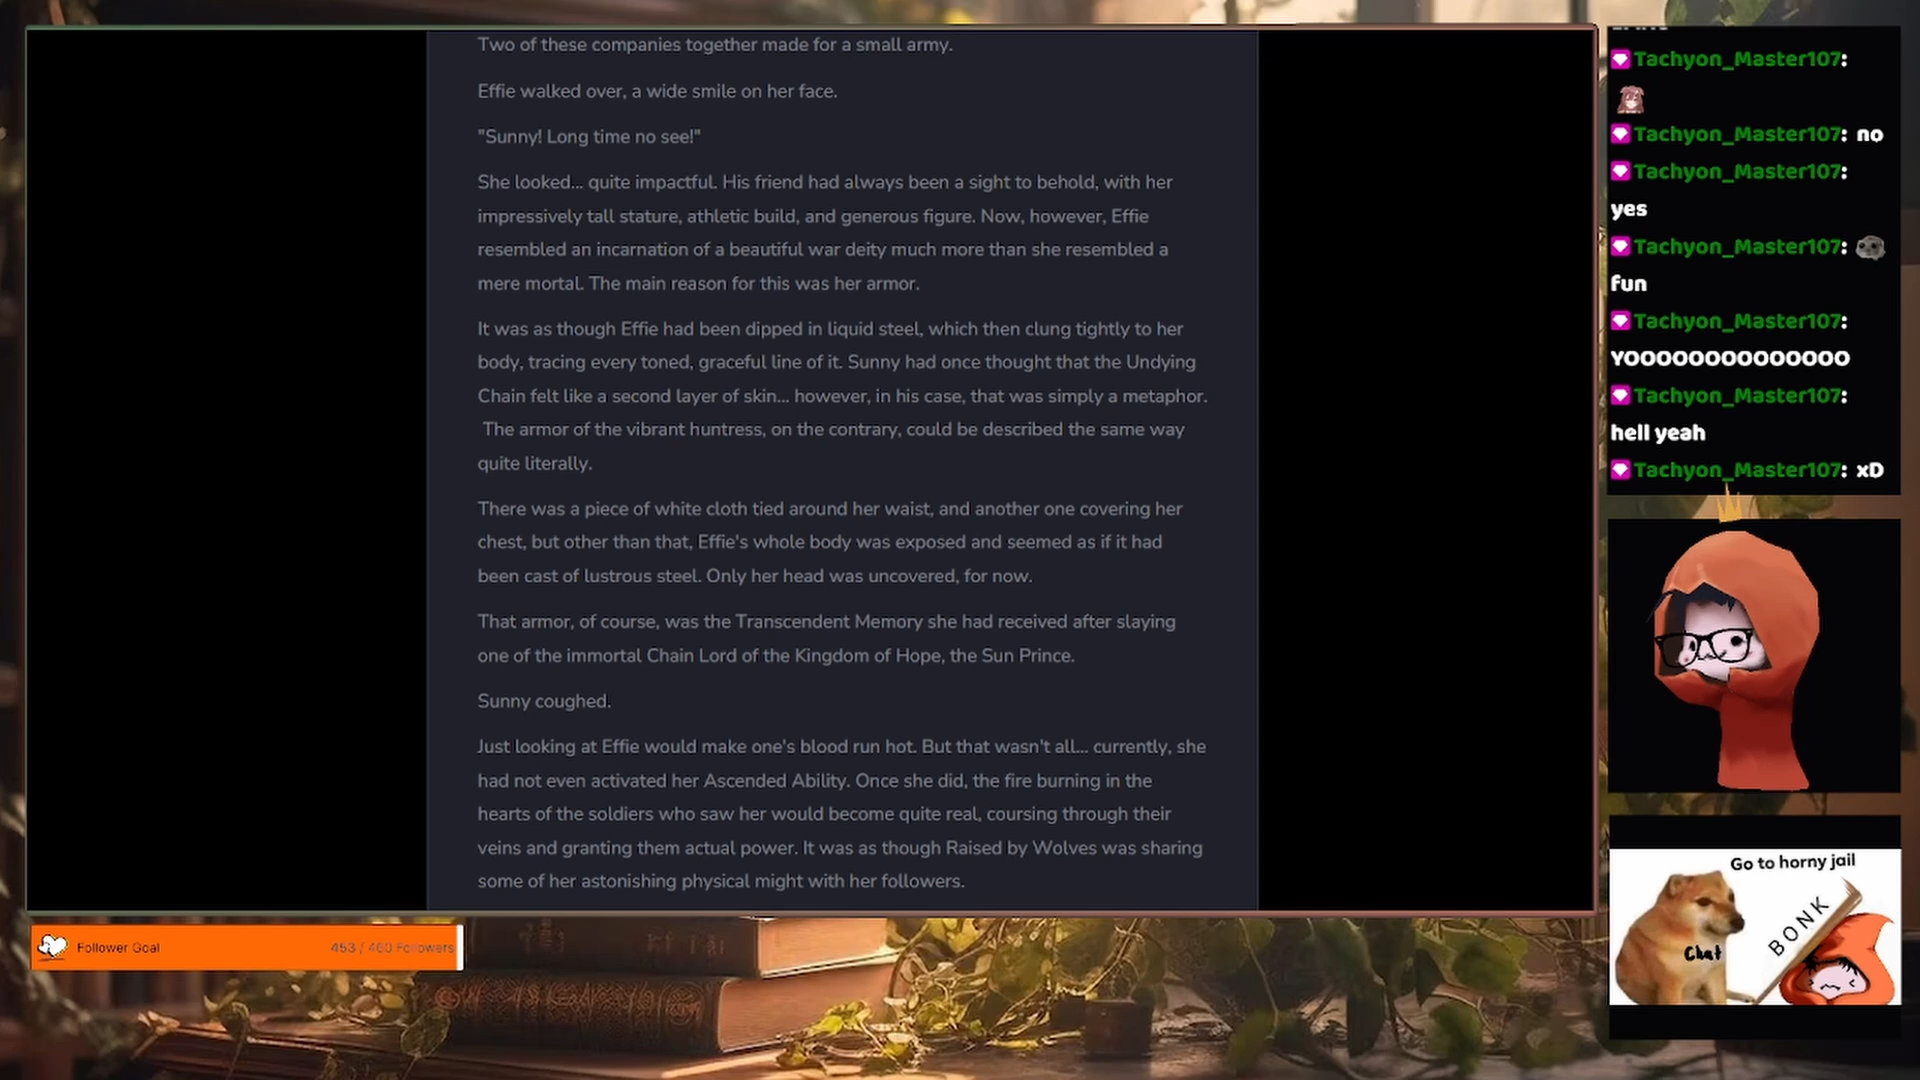 Two of these companies together made for a small army.
Effie walked over, a wide smile on her face.
"Sunny! Long time no see!"
She looked... quite impactful. His friend had always been a sight to behold, with her
impressively tall stature, athletic build, and generous figure. Now, however, Effie
resembled an incarnation of a beautiful war deity much more than she resembled a
mere mortal. The main reason for this was her armor.
It was as though Effie had been dipped in liquid steel, which then clung tightly to her
body, tracing every toned, graceful line of it. Sunny had once thought that the Undying
Chain felt like a second layer of skin... however, in his case, that was simply a metaphor.
The armor of the vibrant huntress, on the contrary, could be described the same way
quite literally.
There was a piece of white cloth tied around her waist, and another one covering her
chest, but other than that, Effie's whole body was exposed and seemed as if it had
been cast of lustrous steel. Only her head was uncovered, for now.
That armor, of course, was the Transcendent Memory she had received after slaying
one of the immortal Chain Lord of the Kingdom of Hope, the Sun Prince.
Sunny coughed.
Just looking at Effie would make one's blood run hot. But that wasn't all... currently, she
had not even activated her Ascended Ability. Once she did, the fire burning in the
hearts of the soldiers who saw her would become quite real, coursing through their
veins and granting them actual power. It was as though Raised by Wolves was sharing
some of her astonishing physical might with her followers.
Tachyon_Master107:
Tachyon_Master107: no
Tachyon_Master107:
yes
Tachyon_Master107:
fun
Tachyon_Master107:
YOOOOOOOOOOOOOO
Tachyon_Master107:
hell yeah
Tachyon_Master107: xD
Go to horny jail
BONK
Chat
Follower Goal
453 / 460 Followers